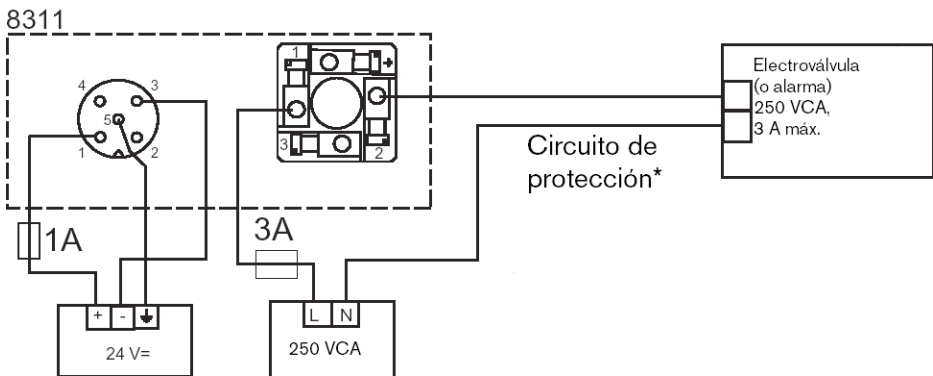 8311
4
3
5
1
2
1
3
2
Electroválvula
(o alarma)
250 VCA,
3 A máx.
Circuito de
protección*
1A
3A
+ -
24 V=
L N
250 VCA